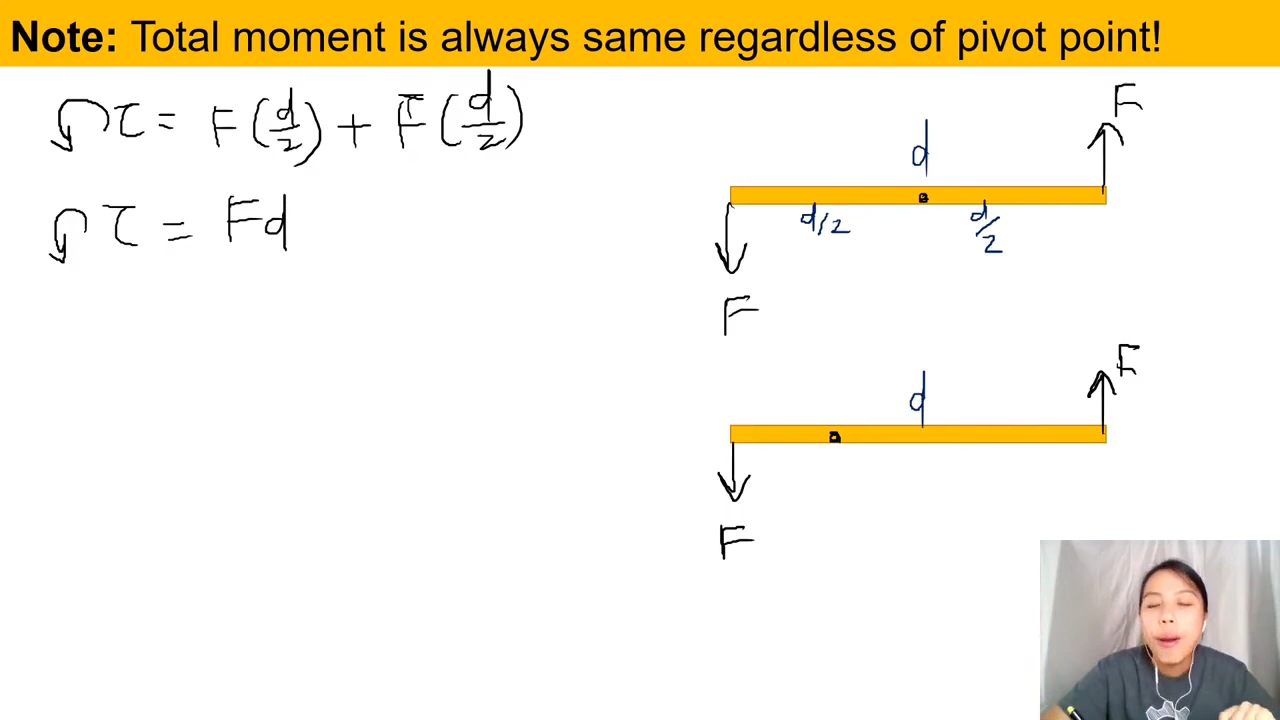 Note: Total moment is always same regardless of pivot point!
τ = F(d/2) + F(d/2)
τ = Fd
F
d
d/2
d/2
F
F
d
F